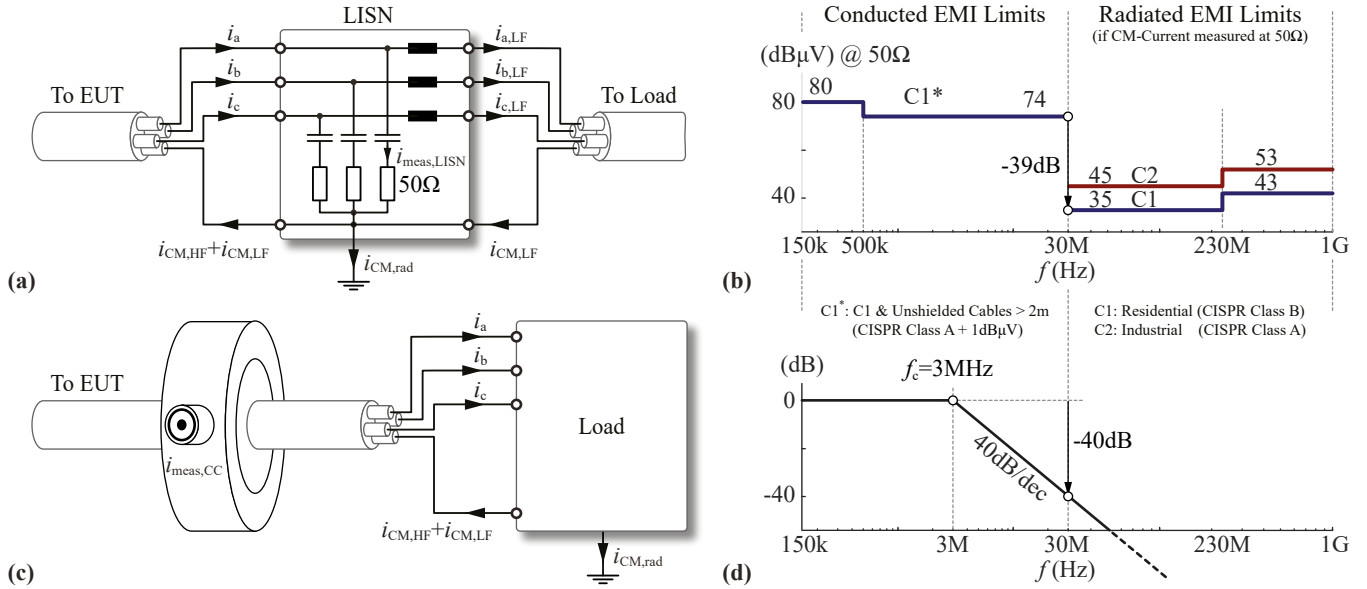 LISN
i_a
i_a,LF
i_b
i_b,LF
i_c
i_c,LF
To EUT
To Load
i_meas,LISN
50Ω
i_CM,HF+i_CM,LF
i_CM,LF
i_CM,rad
(a)
Conducted EMI Limits
Radiated EMI Limits
(if CM-Current measured at 50Ω)
(dBµV) @ 50Ω
80
80
C1*
74
-39dB
45 C2
53
35 C1
43
40
150k 500k 30M 230M 1G
f (Hz)
(b)
C1*: C1 & Unshielded Cables > 2m
(CISPR Class A + 1dBµV)
C1: Residential (CISPR Class B)
C2: Industrial (CISPR Class A)
To EUT
i_meas,CC
i_a
i_b
i_c
Load
i_CM,HF+i_CM,LF
i_CM,rad
(c)
(dB)
f_c=3MHz
0
-40dB
40dB/dec
-40
150k 3M 30M 230M 1G
f (Hz)
(d)